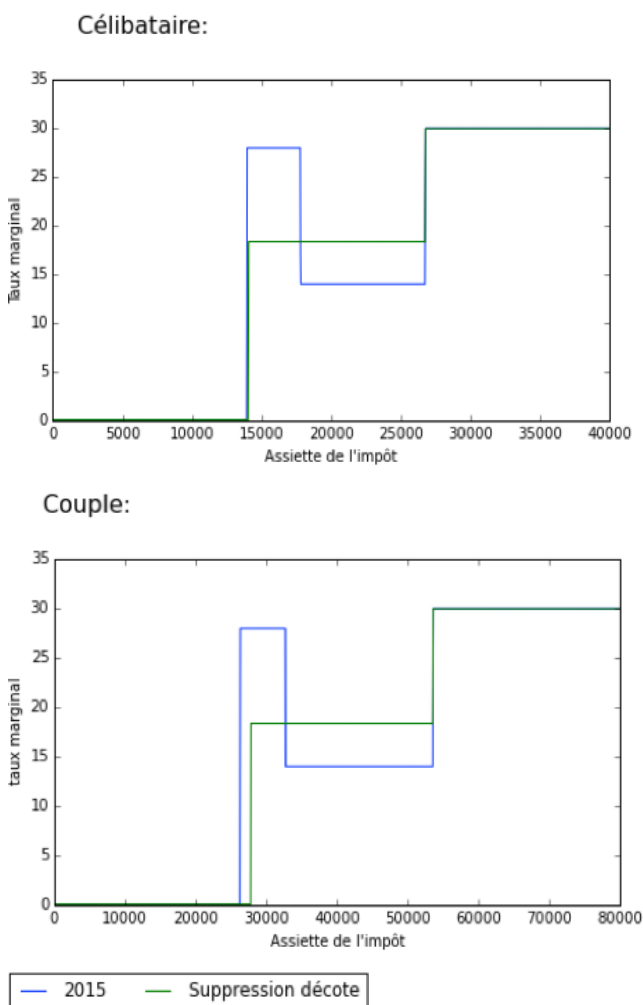 Célibataire:
35
30
25
20
15
10
5
0
Taux marginal
0 5000 10000 15000 20000 25000 30000 35000 40000
Assiette de l'impôt
Couple:
35
30
25
20
15
10
5
0
taux marginal
0 10000 20000 30000 40000 50000 60000 70000 80000
Assiette de l'impôt
2015 Suppression décote